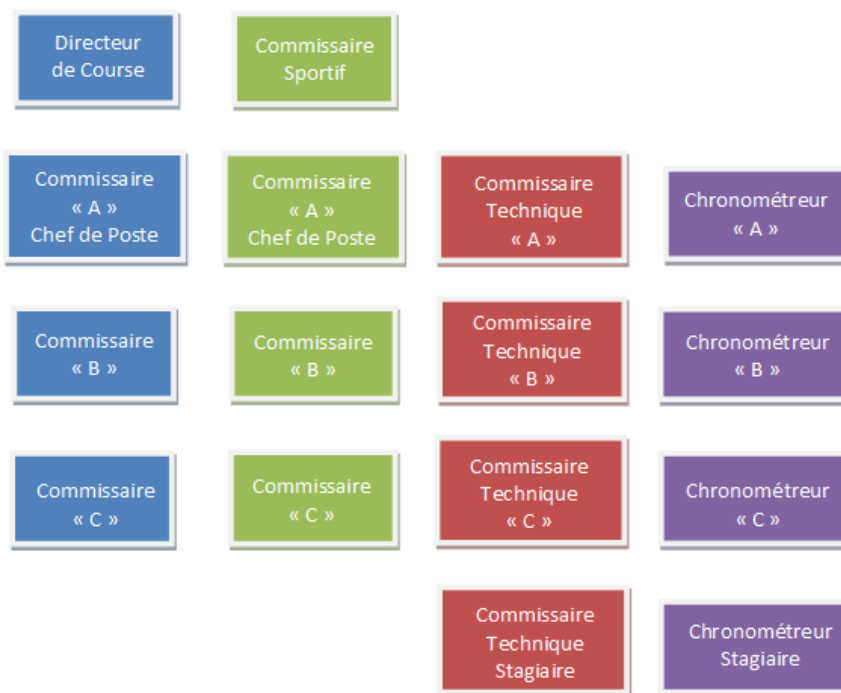 Directeur
de Course
Commissaire
Sportif
Commissaire
« A »
Chef de Poste
Commissaire
« A »
Chef de Poste
Commissaire
Technique
« A »
Chronométreur
« A »
Commissaire
« B »
Commissaire
« B »
Commissaire
Technique
« B »
Chronométreur
« B »
Commissaire
« C »
Commissaire
« C »
Commissaire
Technique
« C »
Chronométreur
« C »
Commissaire
Technique
Stagiaire
Chronométreur
Stagiaire